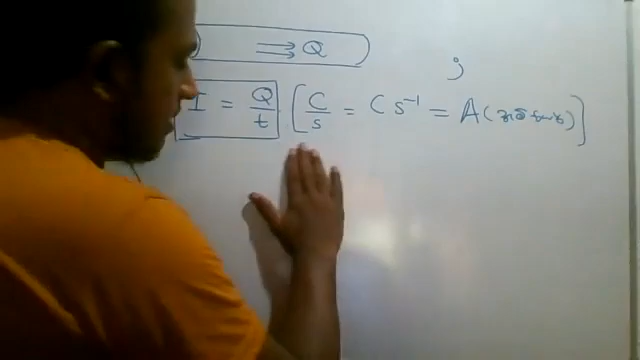 ⇒ Q
I = Q/t [C/s = C s⁻¹ = A ( )]